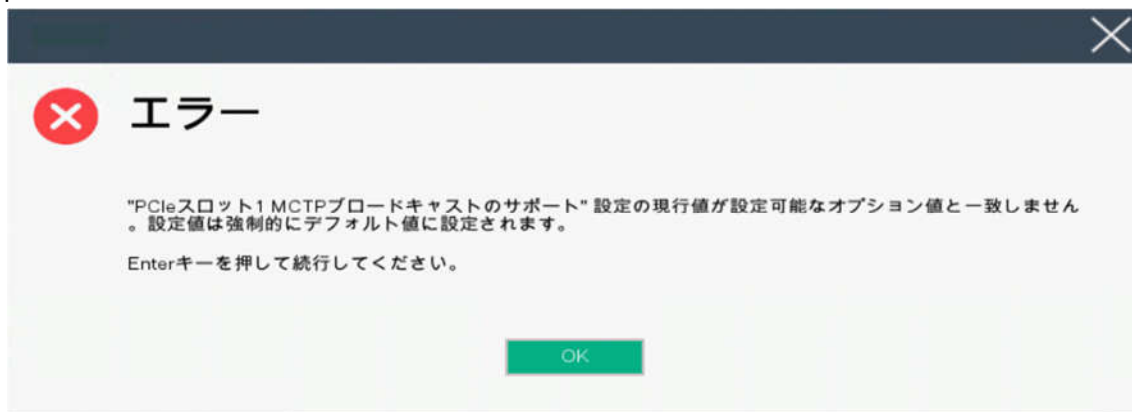 エラー
"PCIeスロット1 MCTPブロードキャストのサポート" 設定の現行値が設定可能なオプション値と一致しません
。設定値は強制的にデフォルト値に設定されます。
Enterキーを押して続行してください。
OK